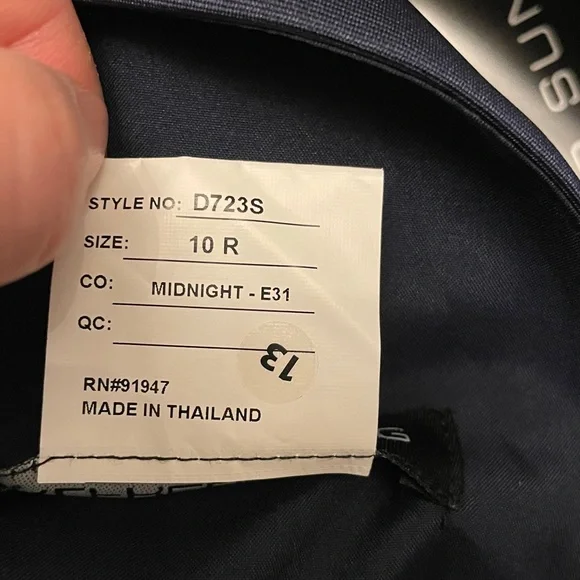 STYLE NO: D723S
SIZE: 10 R
CO: MIDNIGHT - E31
QC:
13
RN#91947
MADE IN THAILAND